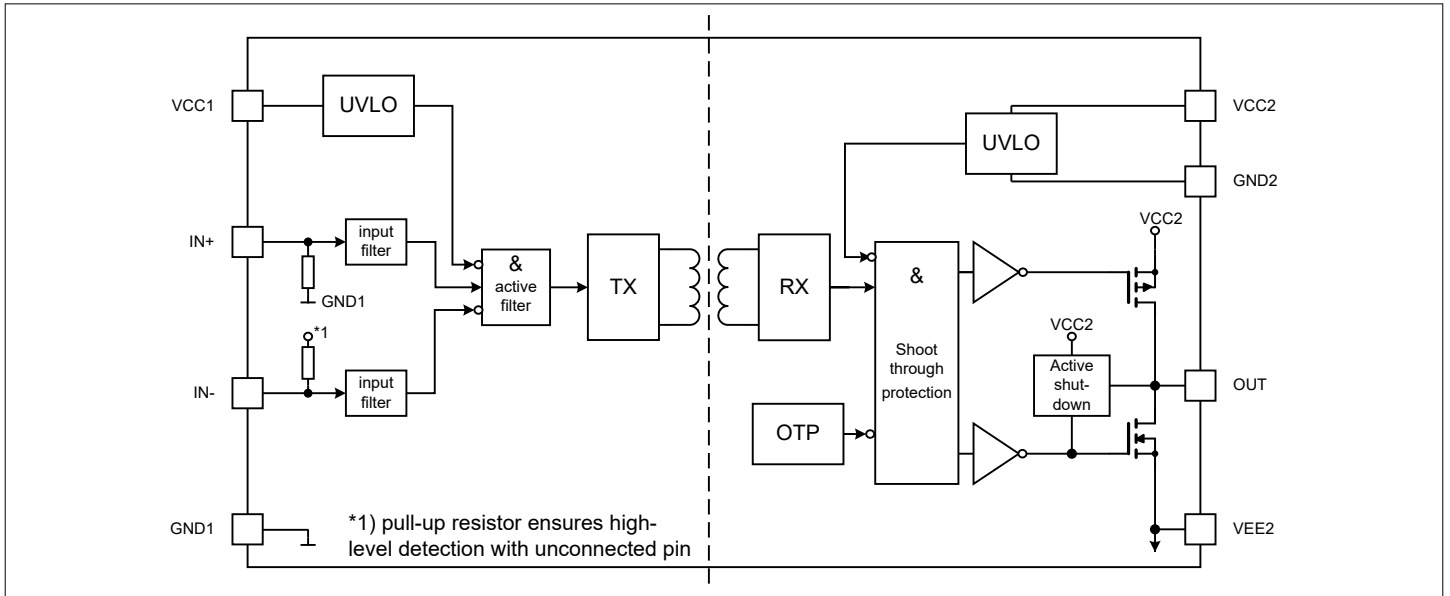 VCC1
UVLO
VCC2
UVLO
GND2
IN+
input
filter
GND1
&
active
filter
TX
RX
&
Shoot
through
protection
VCC2
*1
IN-
input
filter
VCC2
Active
shut-
down
OUT
OTP
GND1
*1) pull-up resistor ensures high-
level detection with unconnected pin
VEE2